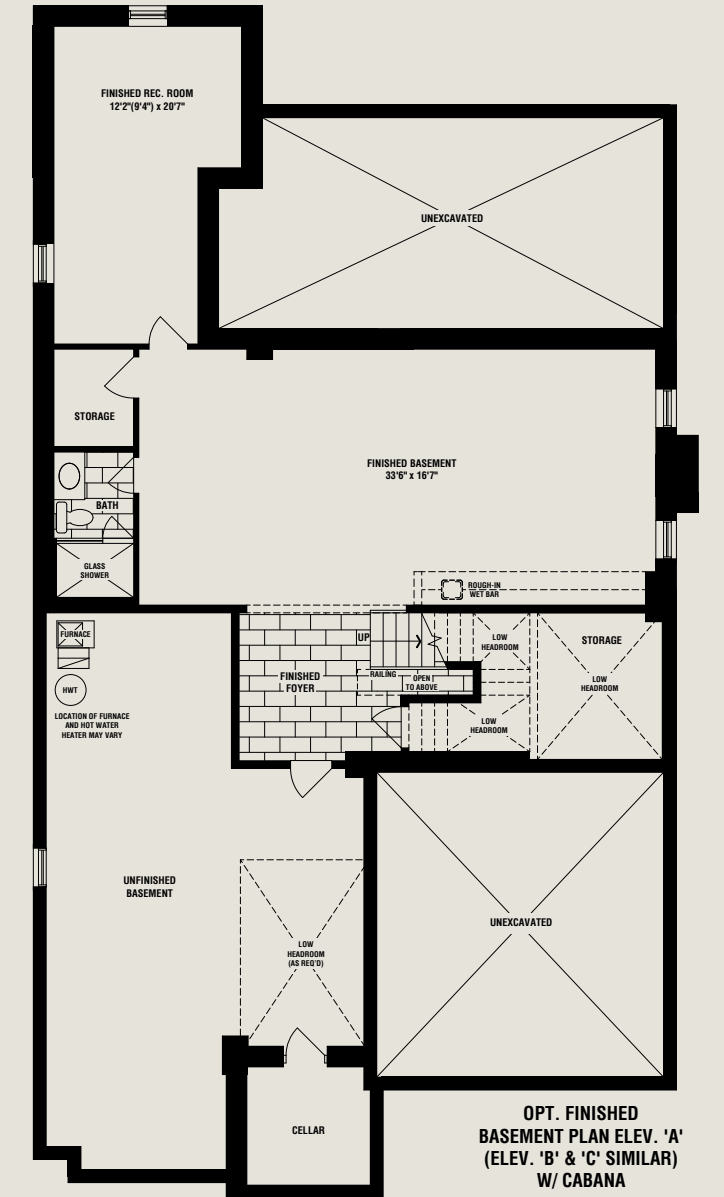 FINISHED REC. ROOM
12'2"(9'4") x 20'7"
UNEXCAVATED
STORAGE
FINISHED BASEMENT
33'6" x 16'7"
BATH
GLASS
SHOWER
ROUGH-IN
WET BAR
FURNACE
HWT
LOCATION OF FURNACE
AND HOT WATER
HEATER MAY VARY
UP
FINISHED
FOYER
RAILING
OPEN
TO ABOVE
LOW
HEADROOM
STORAGE
LOW
HEADROOM
LOW
HEADROOM
UNFINISHED
BASEMENT
LOW
HEADROOM
(AS REQ'D)
UNEXCAVATED
CELLAR
OPT. FINISHED
BASEMENT PLAN ELEV. 'A'
(ELEV. 'B' & 'C' SIMILAR)
W/ CABANA